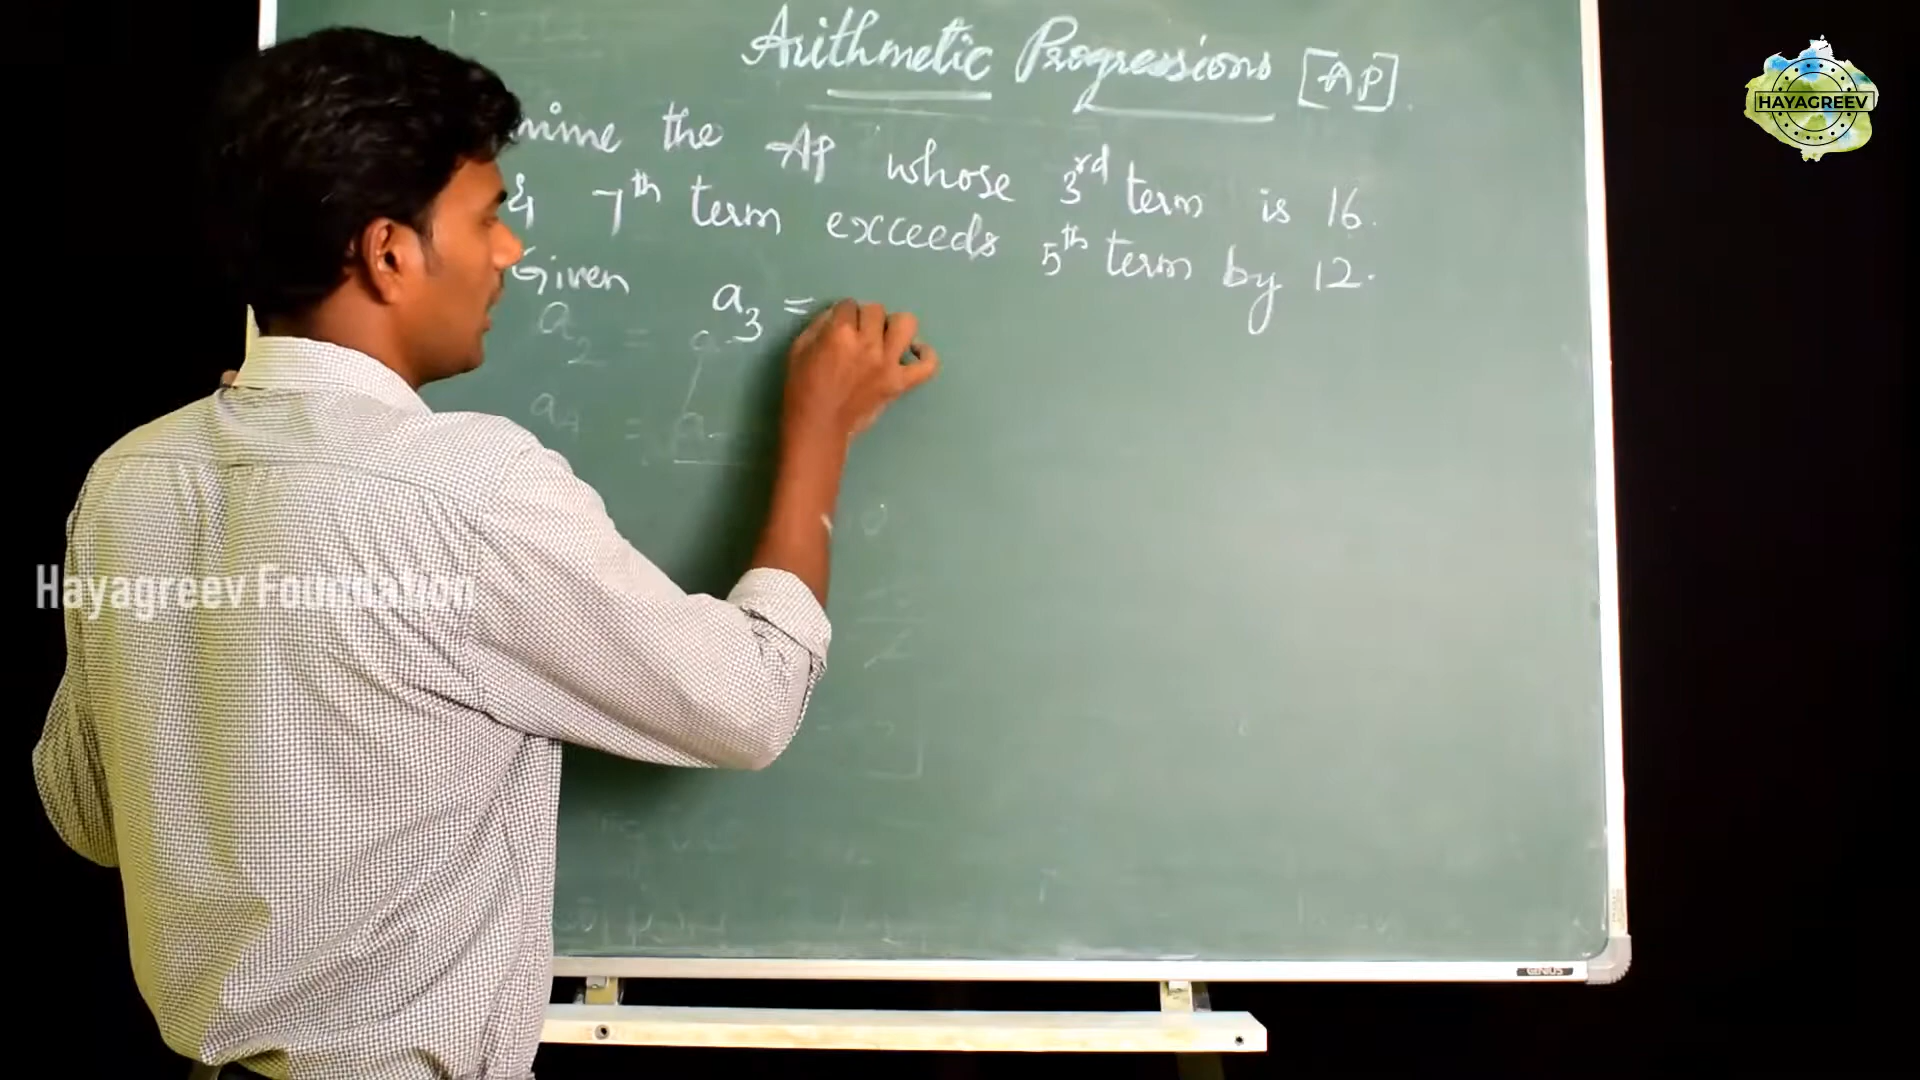 Arithmetic Progressions [AP]
mine the AP whose 3rd term is 16.
& 7th term exceeds 5th term by 12.
Given a3 =
a2 = a
a4 = a
HAYAGREEV
Hayagreev Foundation
GENIUS